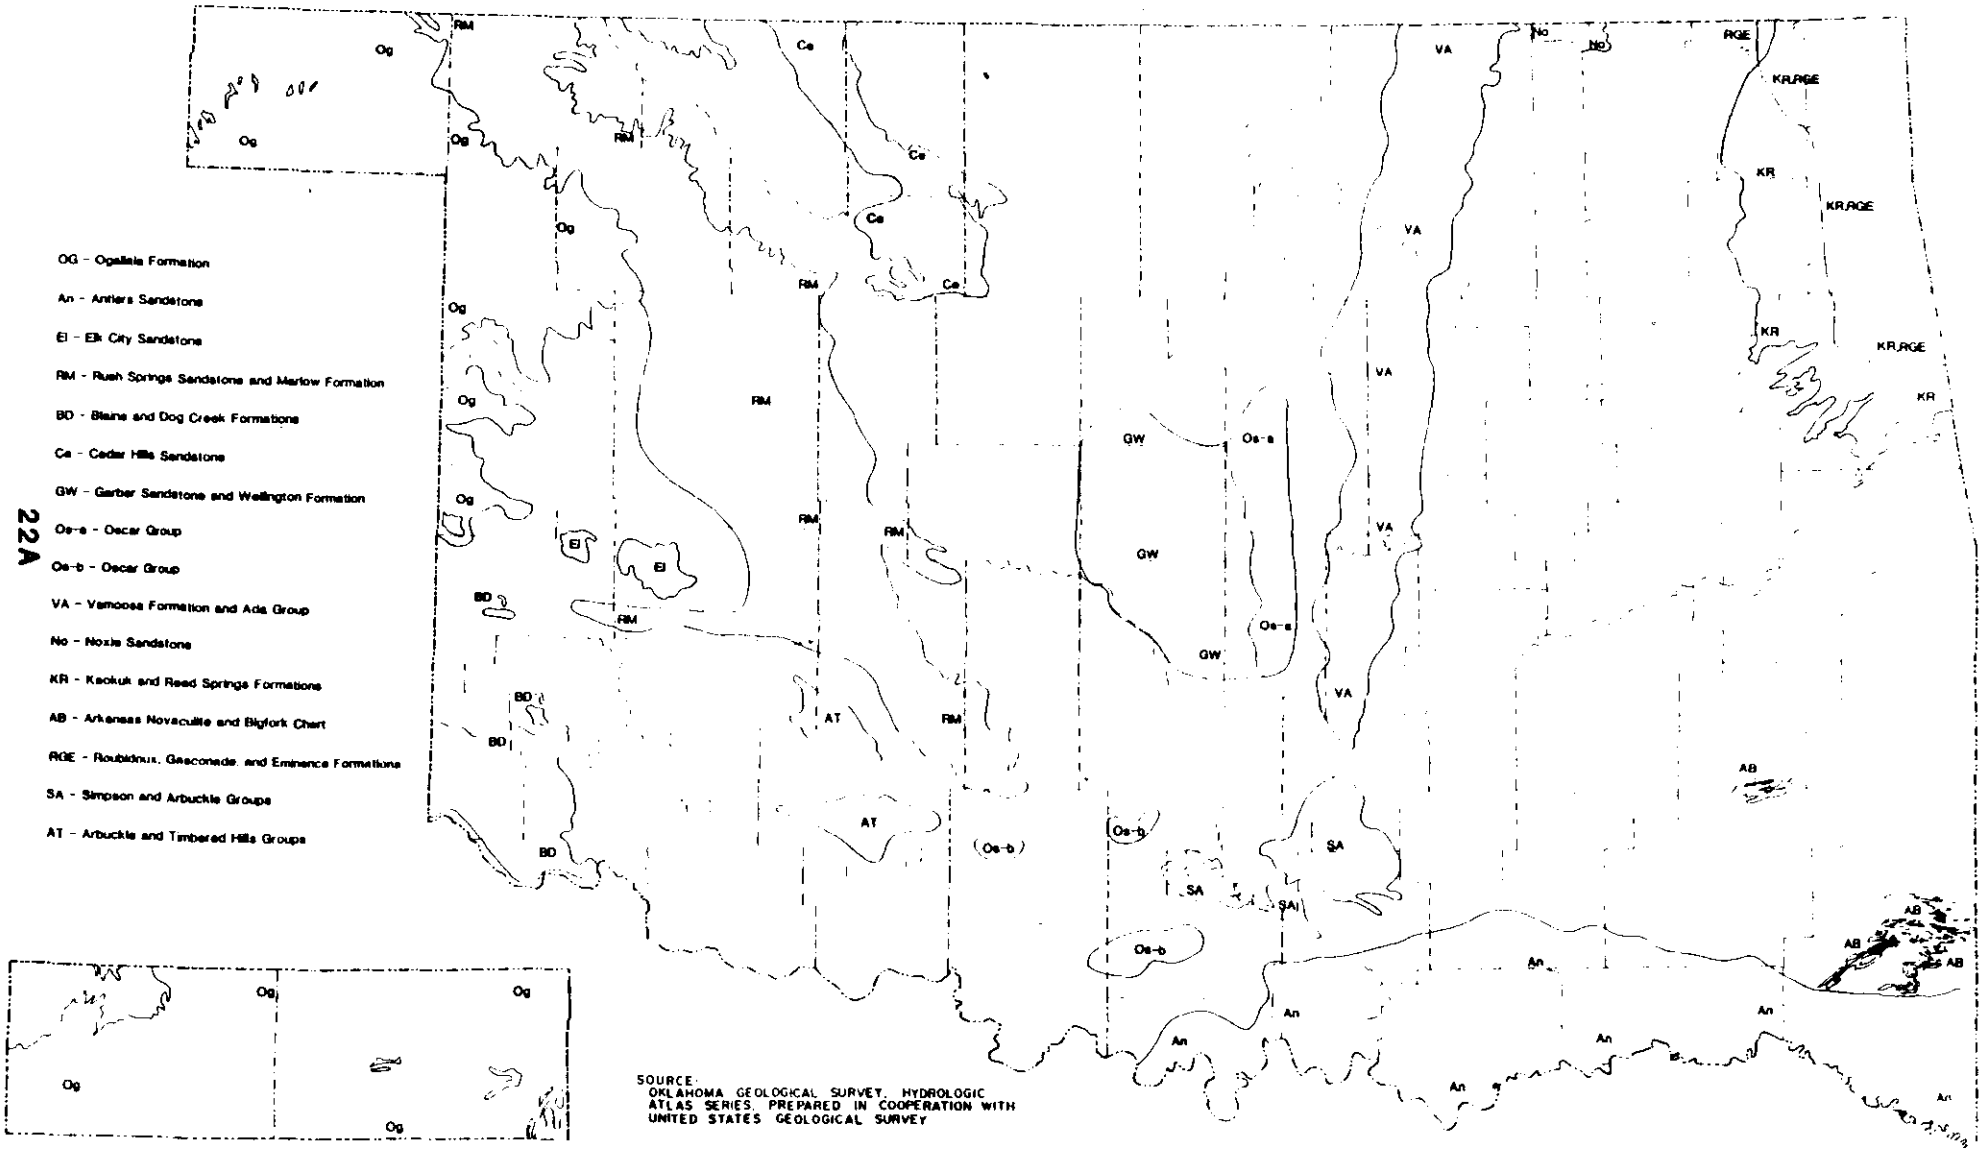 RM
Og
Ce
VA
No
No
RGE
KR,RGE
Og
Og
RM
Ce
KR
KR,RGE
Ce
VA
Og
OG - Ogallala Formation
An - Antlers Sandstone
El - Elk City Sandstone
RM - Rush Springs Sandstone and Marlow Formation
BD - Blaine and Dog Creek Formations
Ce - Cedar Hills Sandstone
GW - Garber Sandstone and Wellington Formation
Os-a - Oscar Group
Os-b - Oscar Group
VA - Vamoosa Formation and Ada Group
No - Noxie Sandstone
KR - Keokuk and Reed Springs Formations
AB - Arkansas Novaculite and Bigfork Chert
RGE - Roubidoux, Gasconade, and Eminence Formations
SA - Simpson and Arbuckle Groups
AT - Arbuckle and Timbered Hills Groups
22A
RM
Ce
Og
KR
KR,RGE
VA
Og
RM
KR
GW
Os-a
Og
RM
RM
VA
El
GW
El
BD
RM
Os-a
GW
BD
VA
AT
RM
BD
AB
AT
Os-b
Os-b
SA
BD
SA
SA
AB
AB
Os-b
An
AB
Og
Og
An
An
An
An
Og
An
An
Og
SOURCE:
OKLAHOMA GEOLOGICAL SURVEY, HYDROLOGIC
ATLAS SERIES, PREPARED IN COOPERATION WITH
UNITED STATES GEOLOGICAL SURVEY